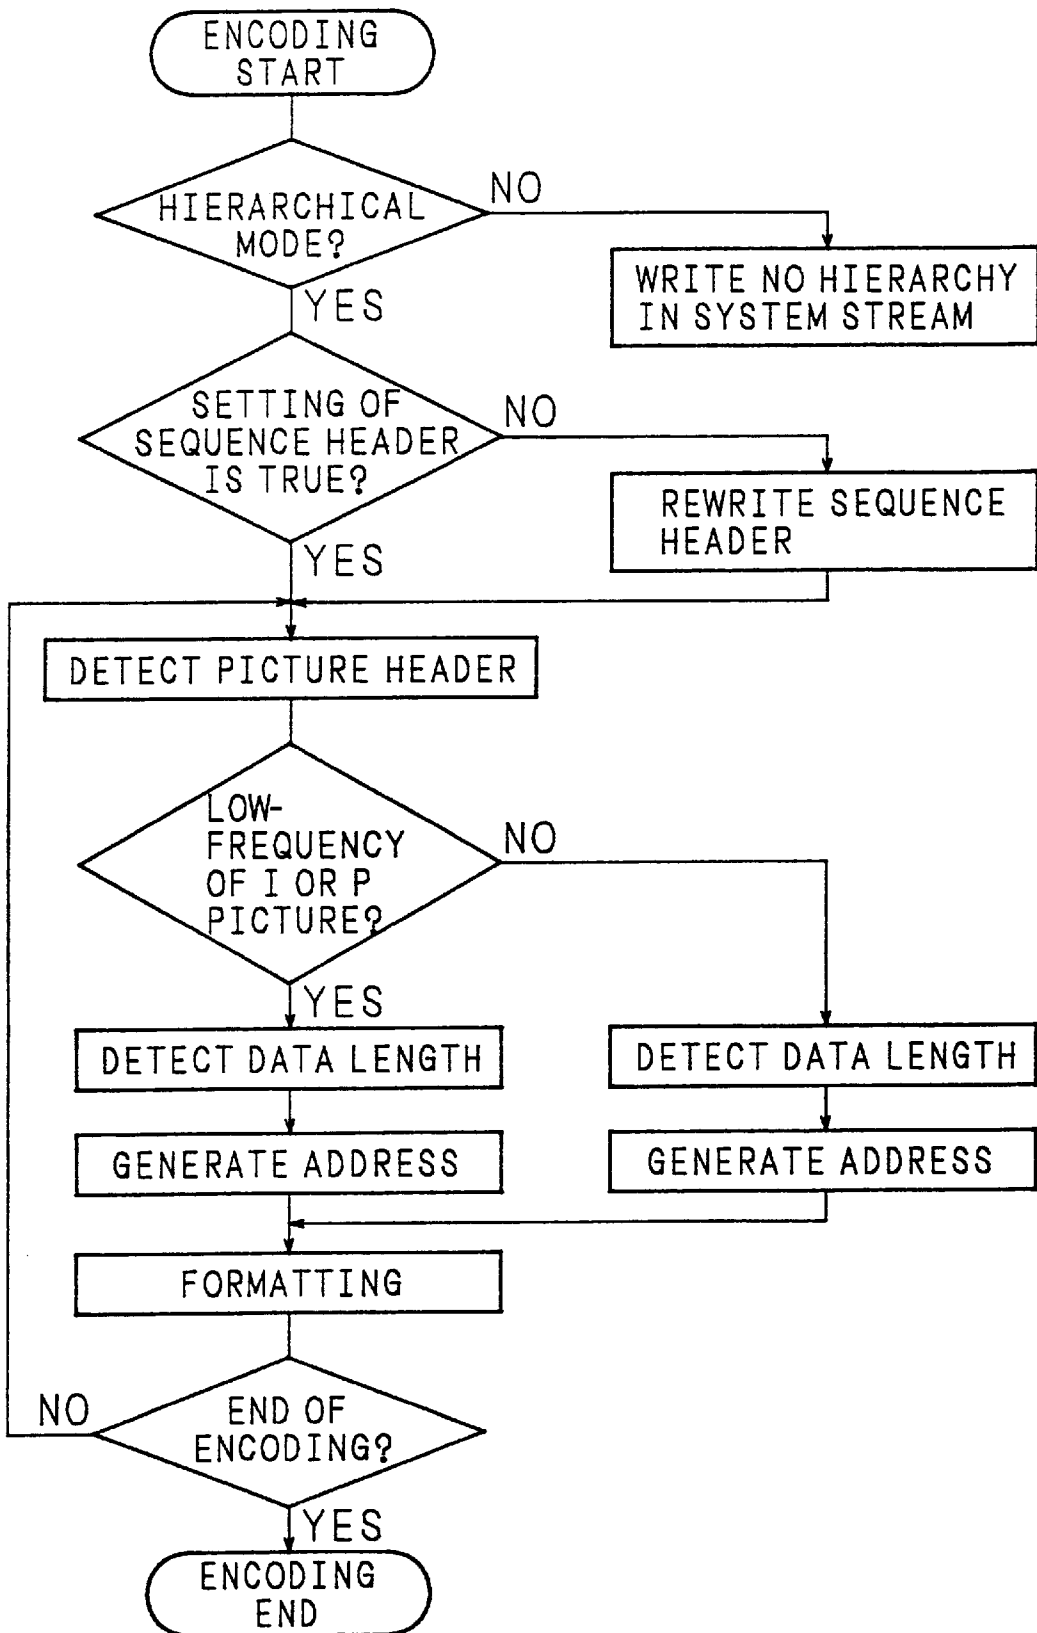 ENCODING
START
HIERARCHICAL
MODE?
NO
WRITE NO HIERARCHY
IN SYSTEM STREAM
YES
SETTING OF
SEQUENCE HEADER
IS TRUE?
NO
REWRITE SEQUENCE
HEADER
YES
DETECT PICTURE HEADER
LOW-
FREQUENCY
OF I OR P
PICTURE?
NO
YES
DETECT DATA LENGTH
DETECT DATA LENGTH
GENERATE ADDRESS
GENERATE ADDRESS
FORMATTING
END OF
ENCODING?
NO
YES
ENCODING
END